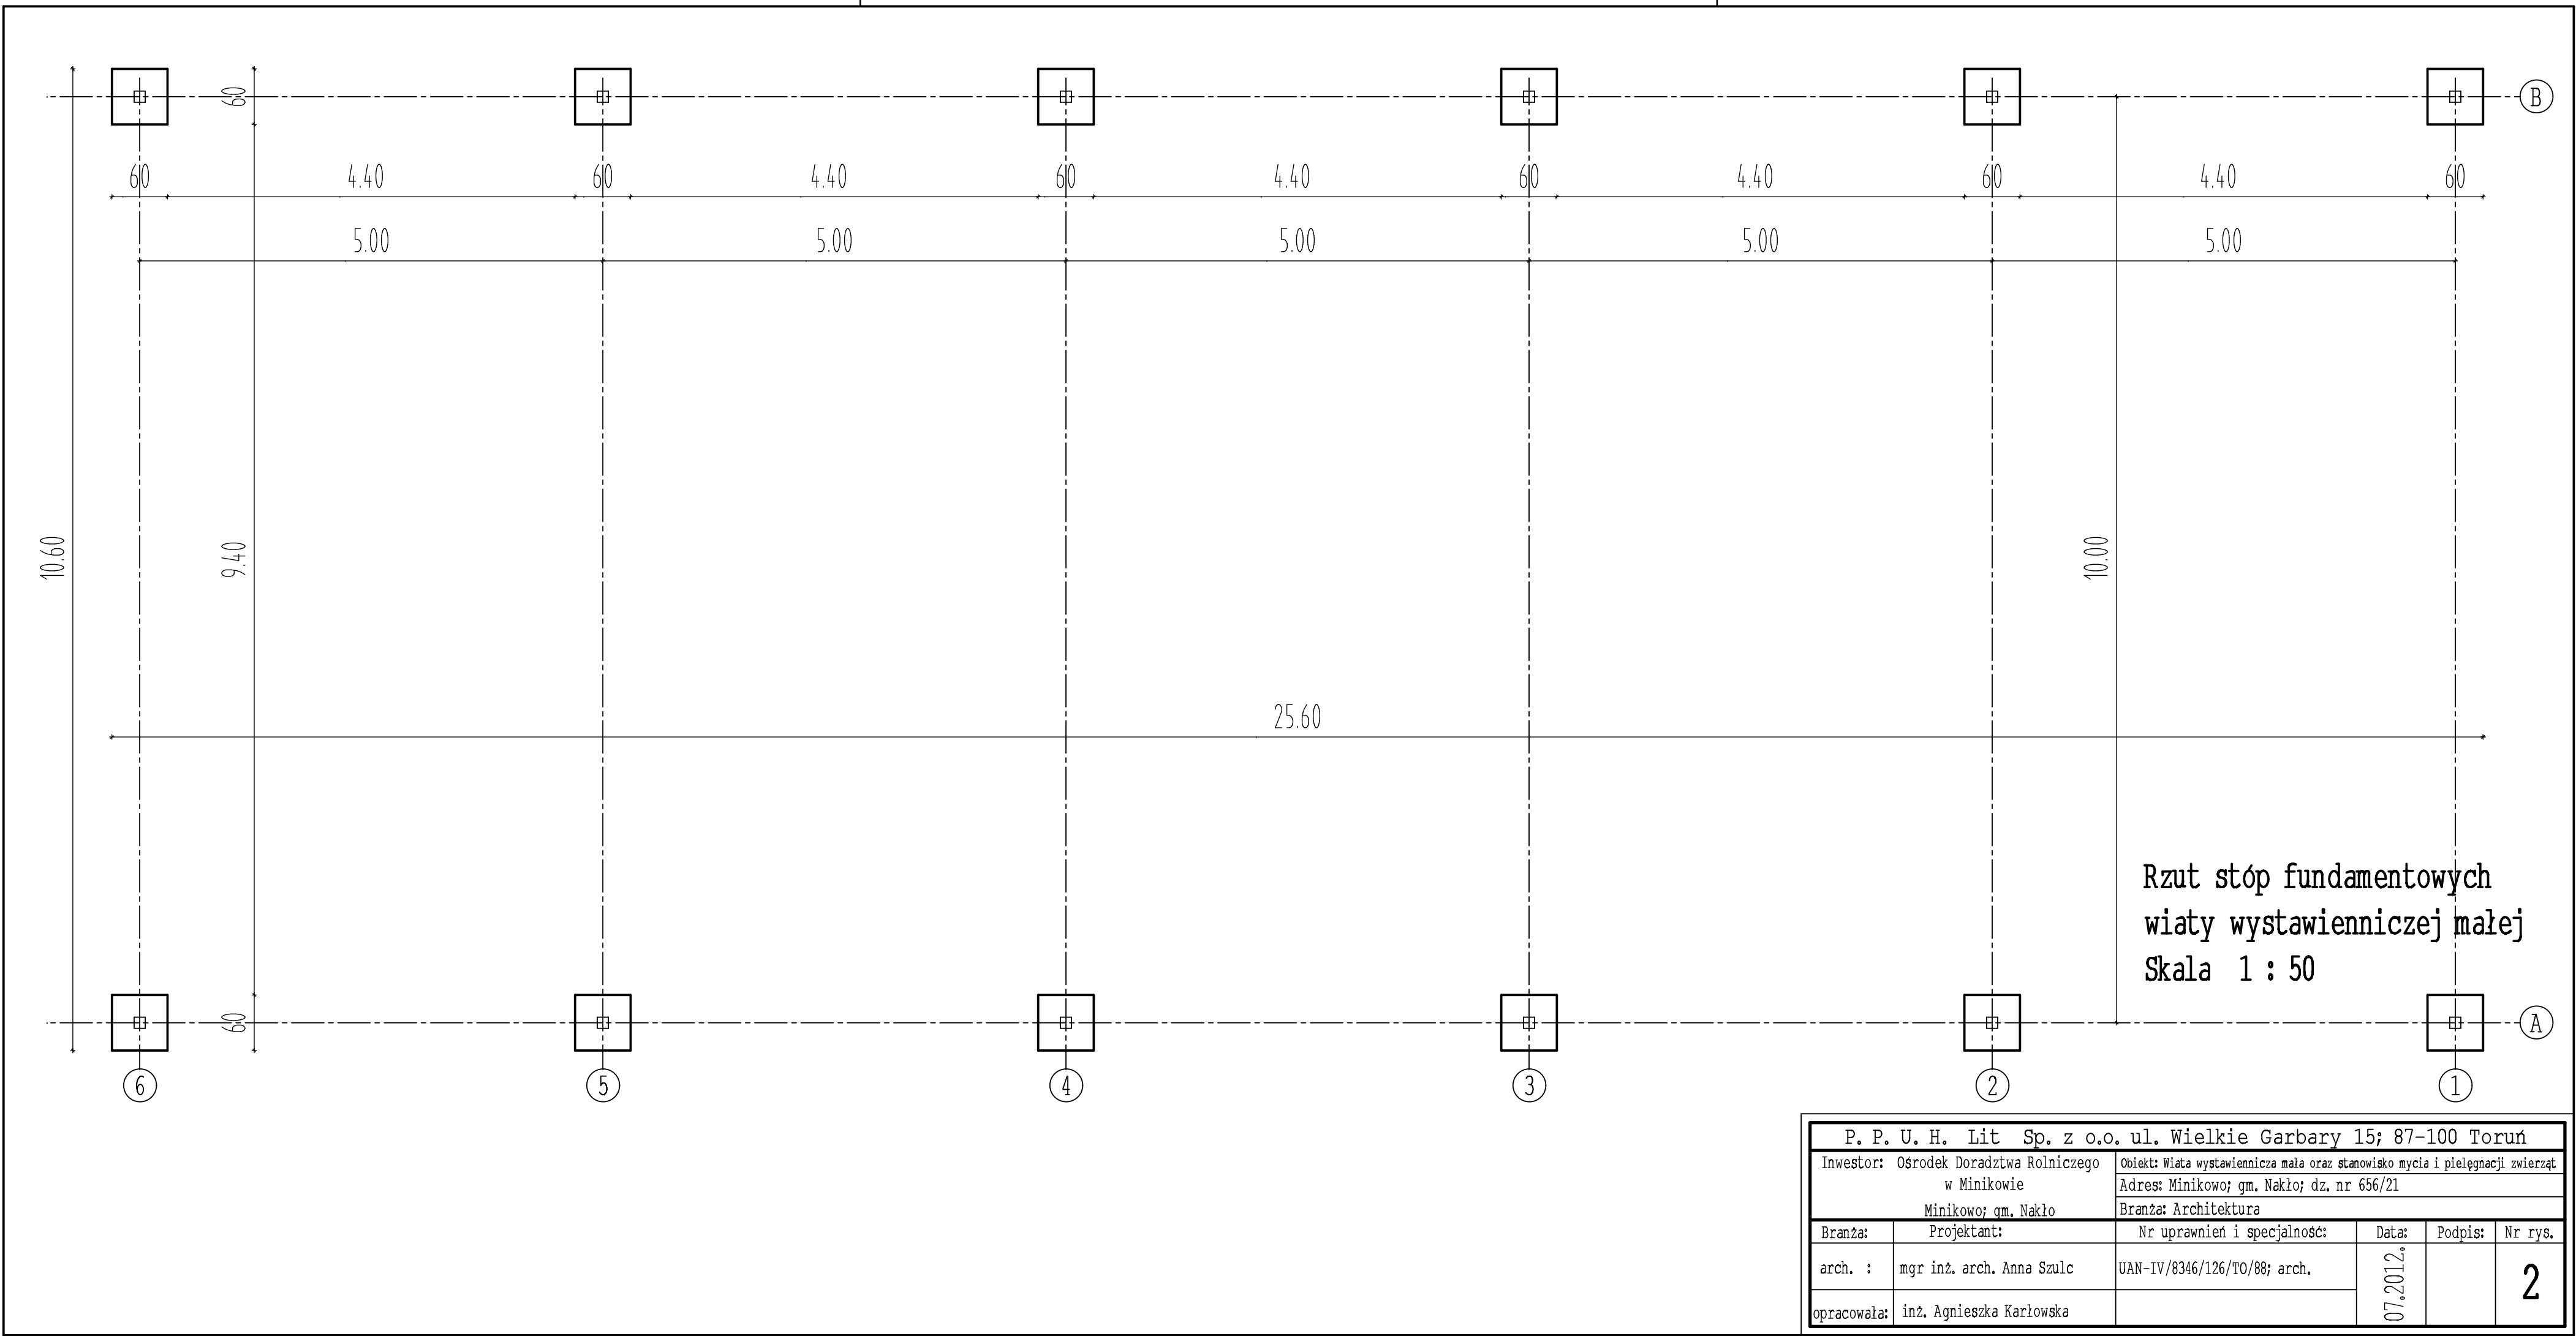 60
B
60 4.40 60 4.40 60 4.40 60 4.40 60 4.40 60
5.00 5.00 5.00 5.00 5.00
10.60
9.40
10.00
25.60
Rzut stóp fundamentowych
wiaty wystawienniczej małej
Skala 1 : 50
60
A
6 5 4 3 2 1
P. P. U. H. Lit Sp. z o.o. ul. Wielkie Garbary 15; 87-100 Toruń
Inwestor: Ośrodek Doradztwa Rolniczego
w Minikowie
Minikowo; gm. Nakło
Obiekt: Wiata wystawiennicza mała oraz stanowisko mycia i pielęgnacji zwierząt
Adres: Minikowo; gm. Nakło; dz. nr 656/21
Branża: Architektura
Branża: Projektant: Nr uprawnień i specjalność: Data: Podpis: Nr rys.
arch. : mgr inż. arch. Anna Szulc UAN-IV/8346/126/TO/88; arch.
07.2012.
2
opracowała: inż. Agnieszka Karłowska